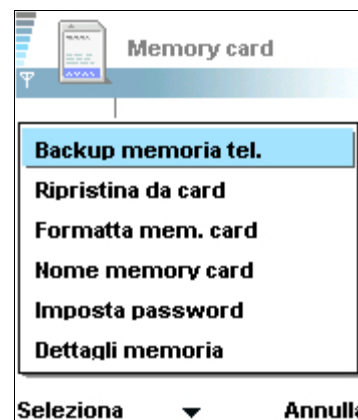 Memory card
Backup memoria tel.
Ripristina da card
Formatta mem. card
Nome memory card
Imposta password
Dettagli memoria
Seleziona Annulla